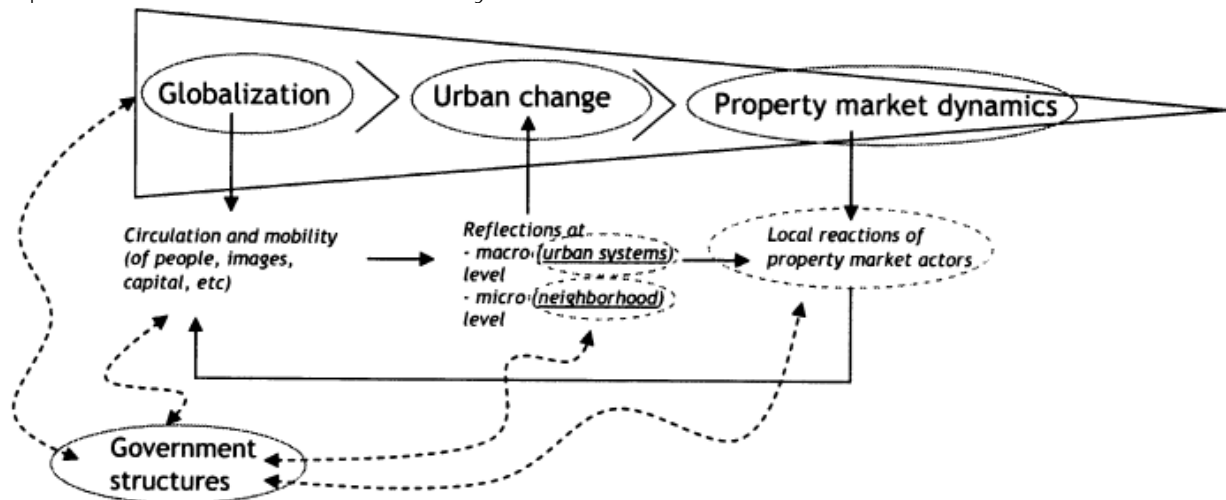 Globalization
Urban change
Property market dynamics
Circulation and mobility
(of people, images,
capital, etc)
Reflections at
- macro (urban systems)
level
- micro (neighborhood)
level
Local reactions of
property market actors
Government
structures